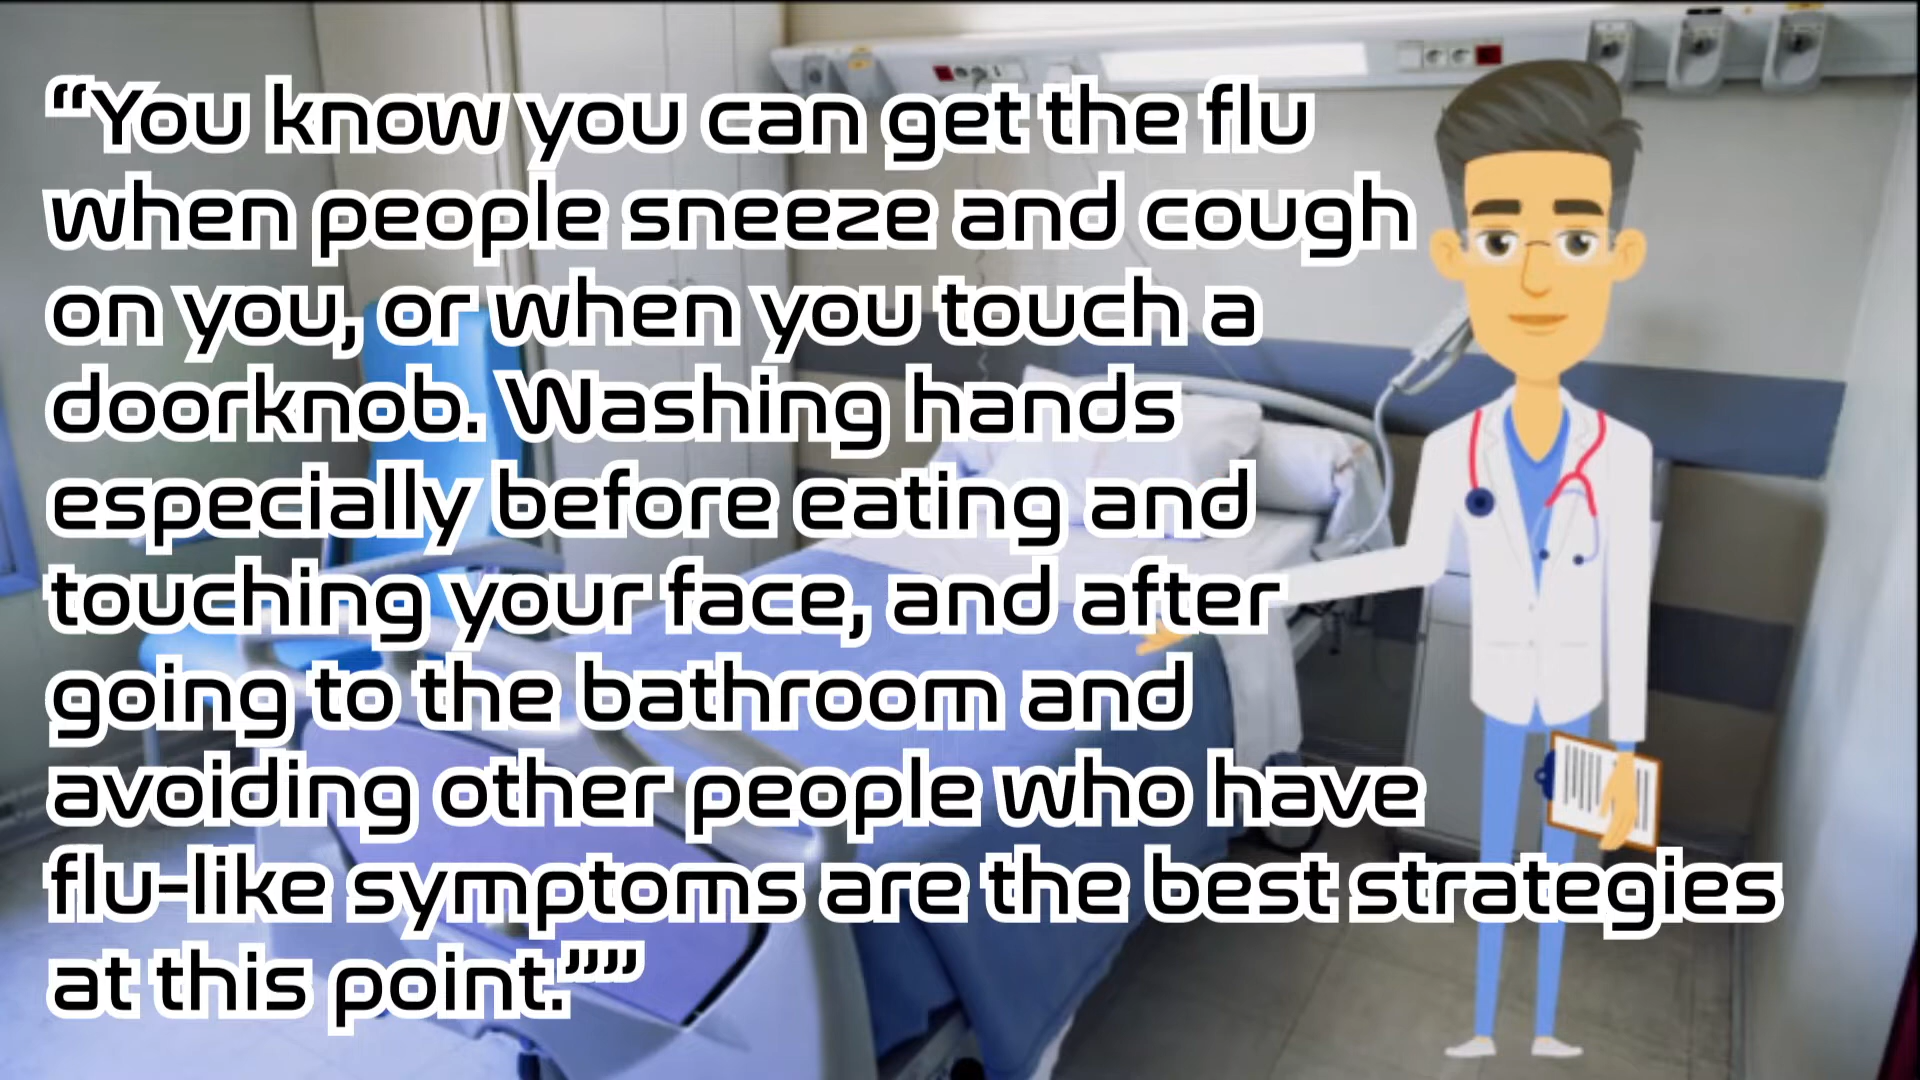 “You know you can get the flu
when people sneeze and cough
on you, or when you touch a
doorknob. Washing hands
especially before eating and
touching your face, and after
going to the bathroom and
avoiding other people who have
flu-like symptoms are the best strategies
at this point.””